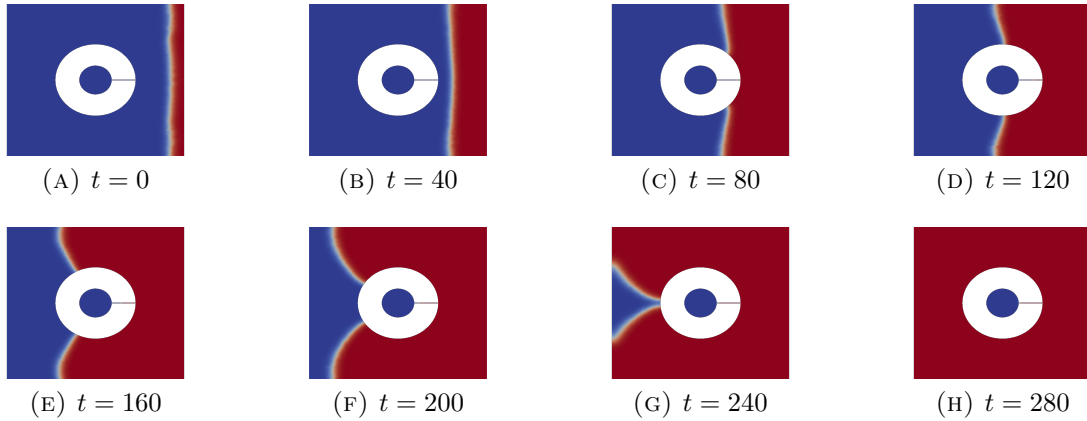 (A) t = 0
(B) t = 40
(C) t = 80
(D) t = 120
(E) t = 160
(F) t = 200
(G) t = 240
(H) t = 280